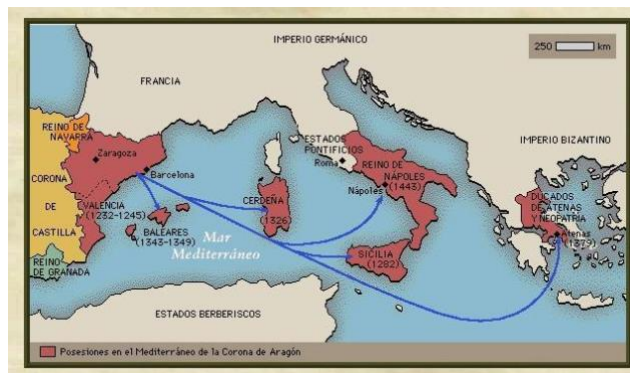 IMPERIO GERMÁNICO
250 km
FRANCIA
REINO DE
NAVARRA
Zaragoza
Barcelona
CORONA
DE
CASTILLA
VALENCIA
(1232-1245)
BALEARES
(1343-1349)
REINO
DE GRANADA
Mar
Mediterráneo
CERDEÑA
(1326)
ESTADOS
PONTIFICIOS
Roma
REINO DE
NÁPOLES
(1443)
Nápoles
SICILIA
(1282)
IMPERIO BIZANTINO
DUCADOS
DE ATENAS
Y NEOPATRIA
Atenas
(1379)
ESTADOS BERBERISCOS
Posesiones en el Mediterráneo de la Corona de Aragón